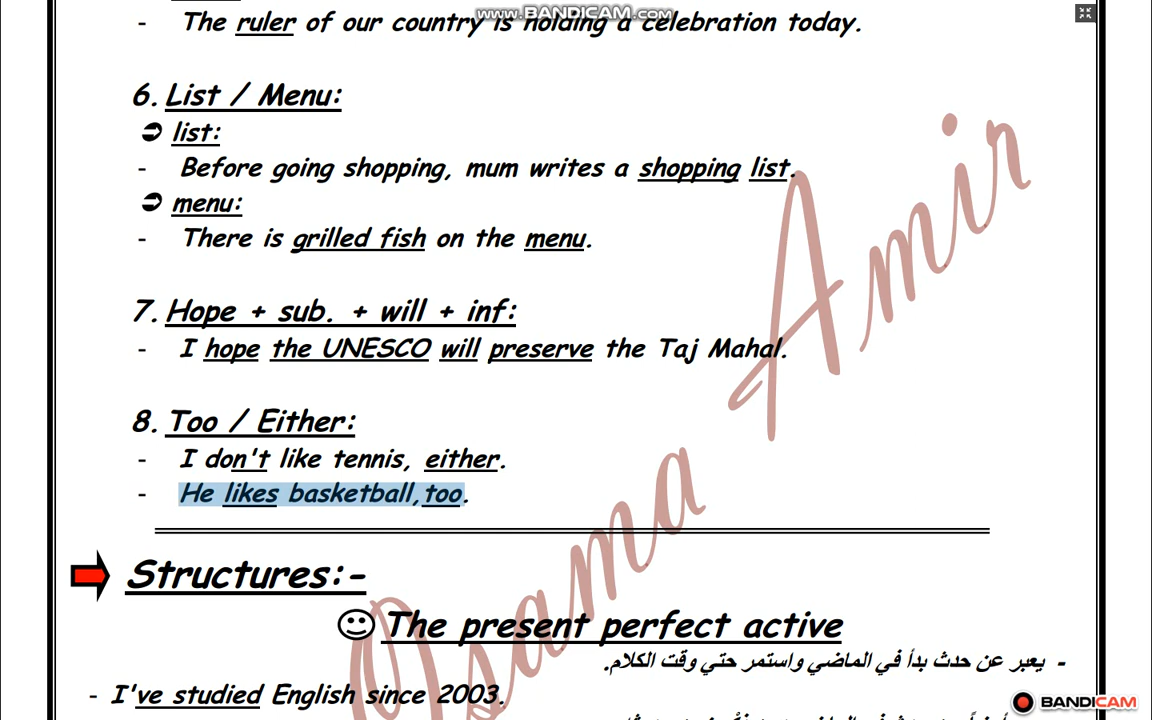 www.BANDICAM.com
- The ruler of our country is holding a celebration today.
6. List / Menu:
➲ list:
- Before going shopping, mum writes a shopping list.
➲ menu:
- There is grilled fish on the menu.
7. Hope + sub. + will + inf:
- I hope the UNESCO will preserve the Taj Mahal.
8. Too / Either:
- I don't like tennis, either.
- He likes basketball,too.
Structures:-
☺ The present perfect active
- يعبر عن حدث بدأ في الماضي واستمر حتي وقت الكلام.
- I've studied English since 2003.
Osama Amir
BANDICAM